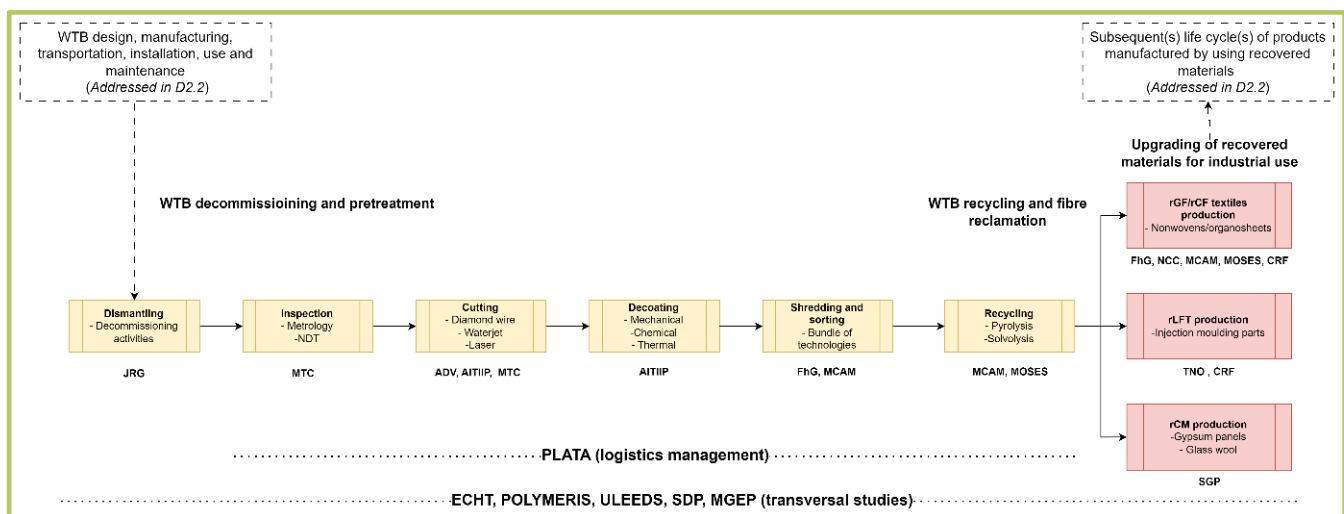 WTB design, manufacturing,
transportation, installation, use and
maintenance
(Addressed in D2.2)
Subsequent(s) life cycle(s) of products
manufactured by using recovered
materials
(Addressed in D2.2)
Upgrading of recovered
materials for industrial use
WTB decommissioining and pretreatment
WTB recycling and fibre
reclamation
rGF/rCF textiles
production
- Nonwovens/organosheets
FhG, NCC, MCAM, MOSES, CRF
Dismantling
- Decommissioning
activities
JRG
Inspection
- Metrology
-NDT
MTC
Cutting
- Diamond wire
- Waterjet
-Laser
ADV, AITIIP, MTC
Decoating
- Mechanical
-Chemical
- Thermal
AITIIP
Shredding and
sorting
- Bundle of
technologies
FhG, MCAM
Recycling
- Pyrolysis
- Solvolysis
MCAM, MOSES
rLFT production
-Injection moulding parts
TNO , CRF
rCM production
-Gypsum panels
- Glass wool
SGP
PLATA (logistics management)
ECHT, POLYMERIS, ULEEDS, SDP, MGEP (transversal studies)